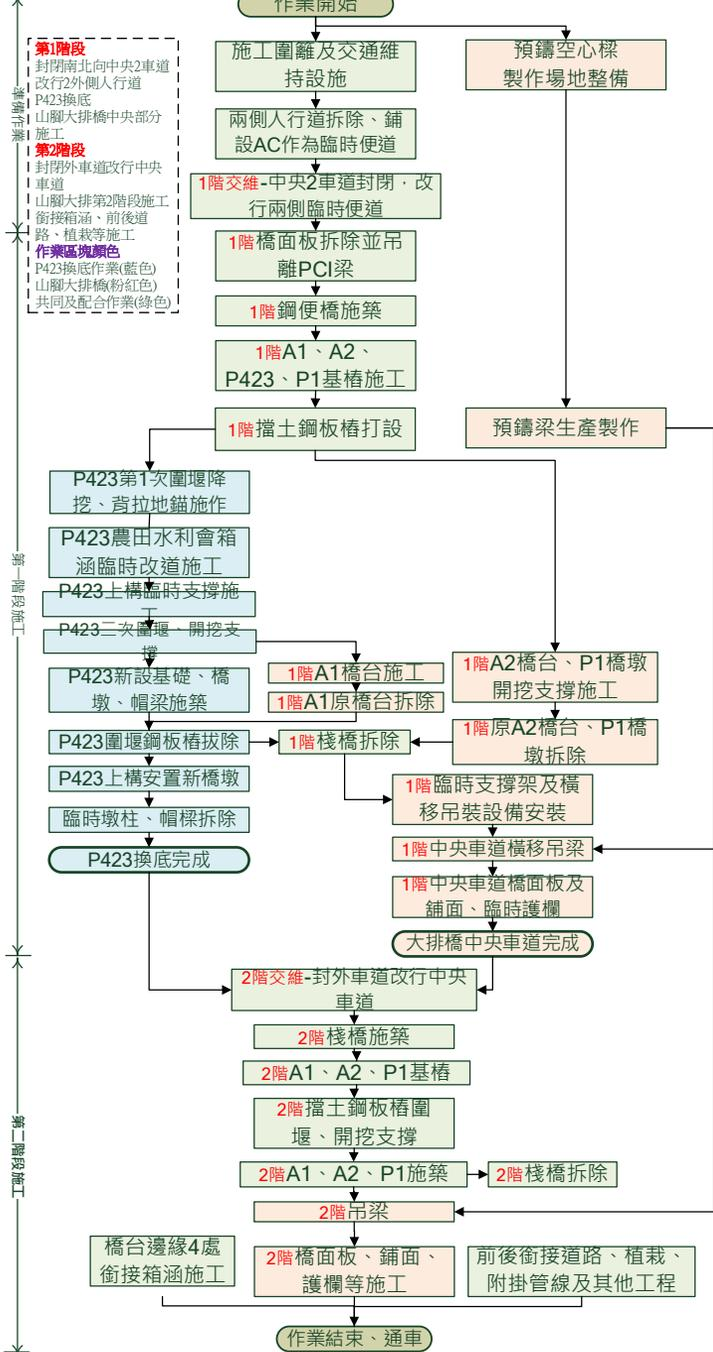 作業開始
第1階段
封閉南北向中央2車道
改行2外側人行道
P423換底
山腳大排橋中央部分
施工
第2階段
封閉外車道改行中央
車道
山腳大排第2階段施工
銜接箱涵、前後道
路、植栽等施工
作業區塊顏色
P423換底作業(藍色)
山腳大排橋(粉紅色)
共同及配合作業(綠色)
準備作業
施工圍籬及交通維
持設施
預鑄空心樑
製作場地整備
兩側人行道拆除、鋪
設AC作為臨時便道
1階交維-中央2車道封閉，改
行兩側臨時便道
1階橋面板拆除並吊
離PCI梁
1階鋼便橋施築
1階A1、A2、
P423、P1基樁施工
1階擋土鋼板樁打設
預鑄梁生產製作
第一階段施工
P423第1次圍堰降
挖、背拉地錨施作
P423農田水利會箱
涵臨時改道施工
P423上構臨時支撐施
工
P423二次圍堰、開挖支
撐
P423新設基礎、橋
墩、帽梁施築
1階A1橋台施工
1階A1原橋台拆除
1階A2橋台、P1橋墩
開挖支撐施工
P423圍堰鋼板樁拔除
1階棧橋拆除
1階原A2橋台、P1橋
墩拆除
P423上構安置新橋墩
1階臨時支撐架及橫
移吊裝設備安裝
臨時墩柱、帽樑拆除
1階中央車道橫移吊梁
P423換底完成
1階中央車道橋面板及
舖面、臨時護欄
大排橋中央車道完成
2階交維-封外車道改行中央
車道
2階棧橋施築
2階A1、A2、P1基樁
第二階段施工
2階擋土鋼板樁圍
堰、開挖支撐
2階A1、A2、P1施築
2階棧橋拆除
2階吊梁
橋台邊緣4處
銜接箱涵施工
2階橋面板、鋪面、
護欄等施工
前後銜接道路、植栽、
附掛管線及其他工程
作業結束、通車